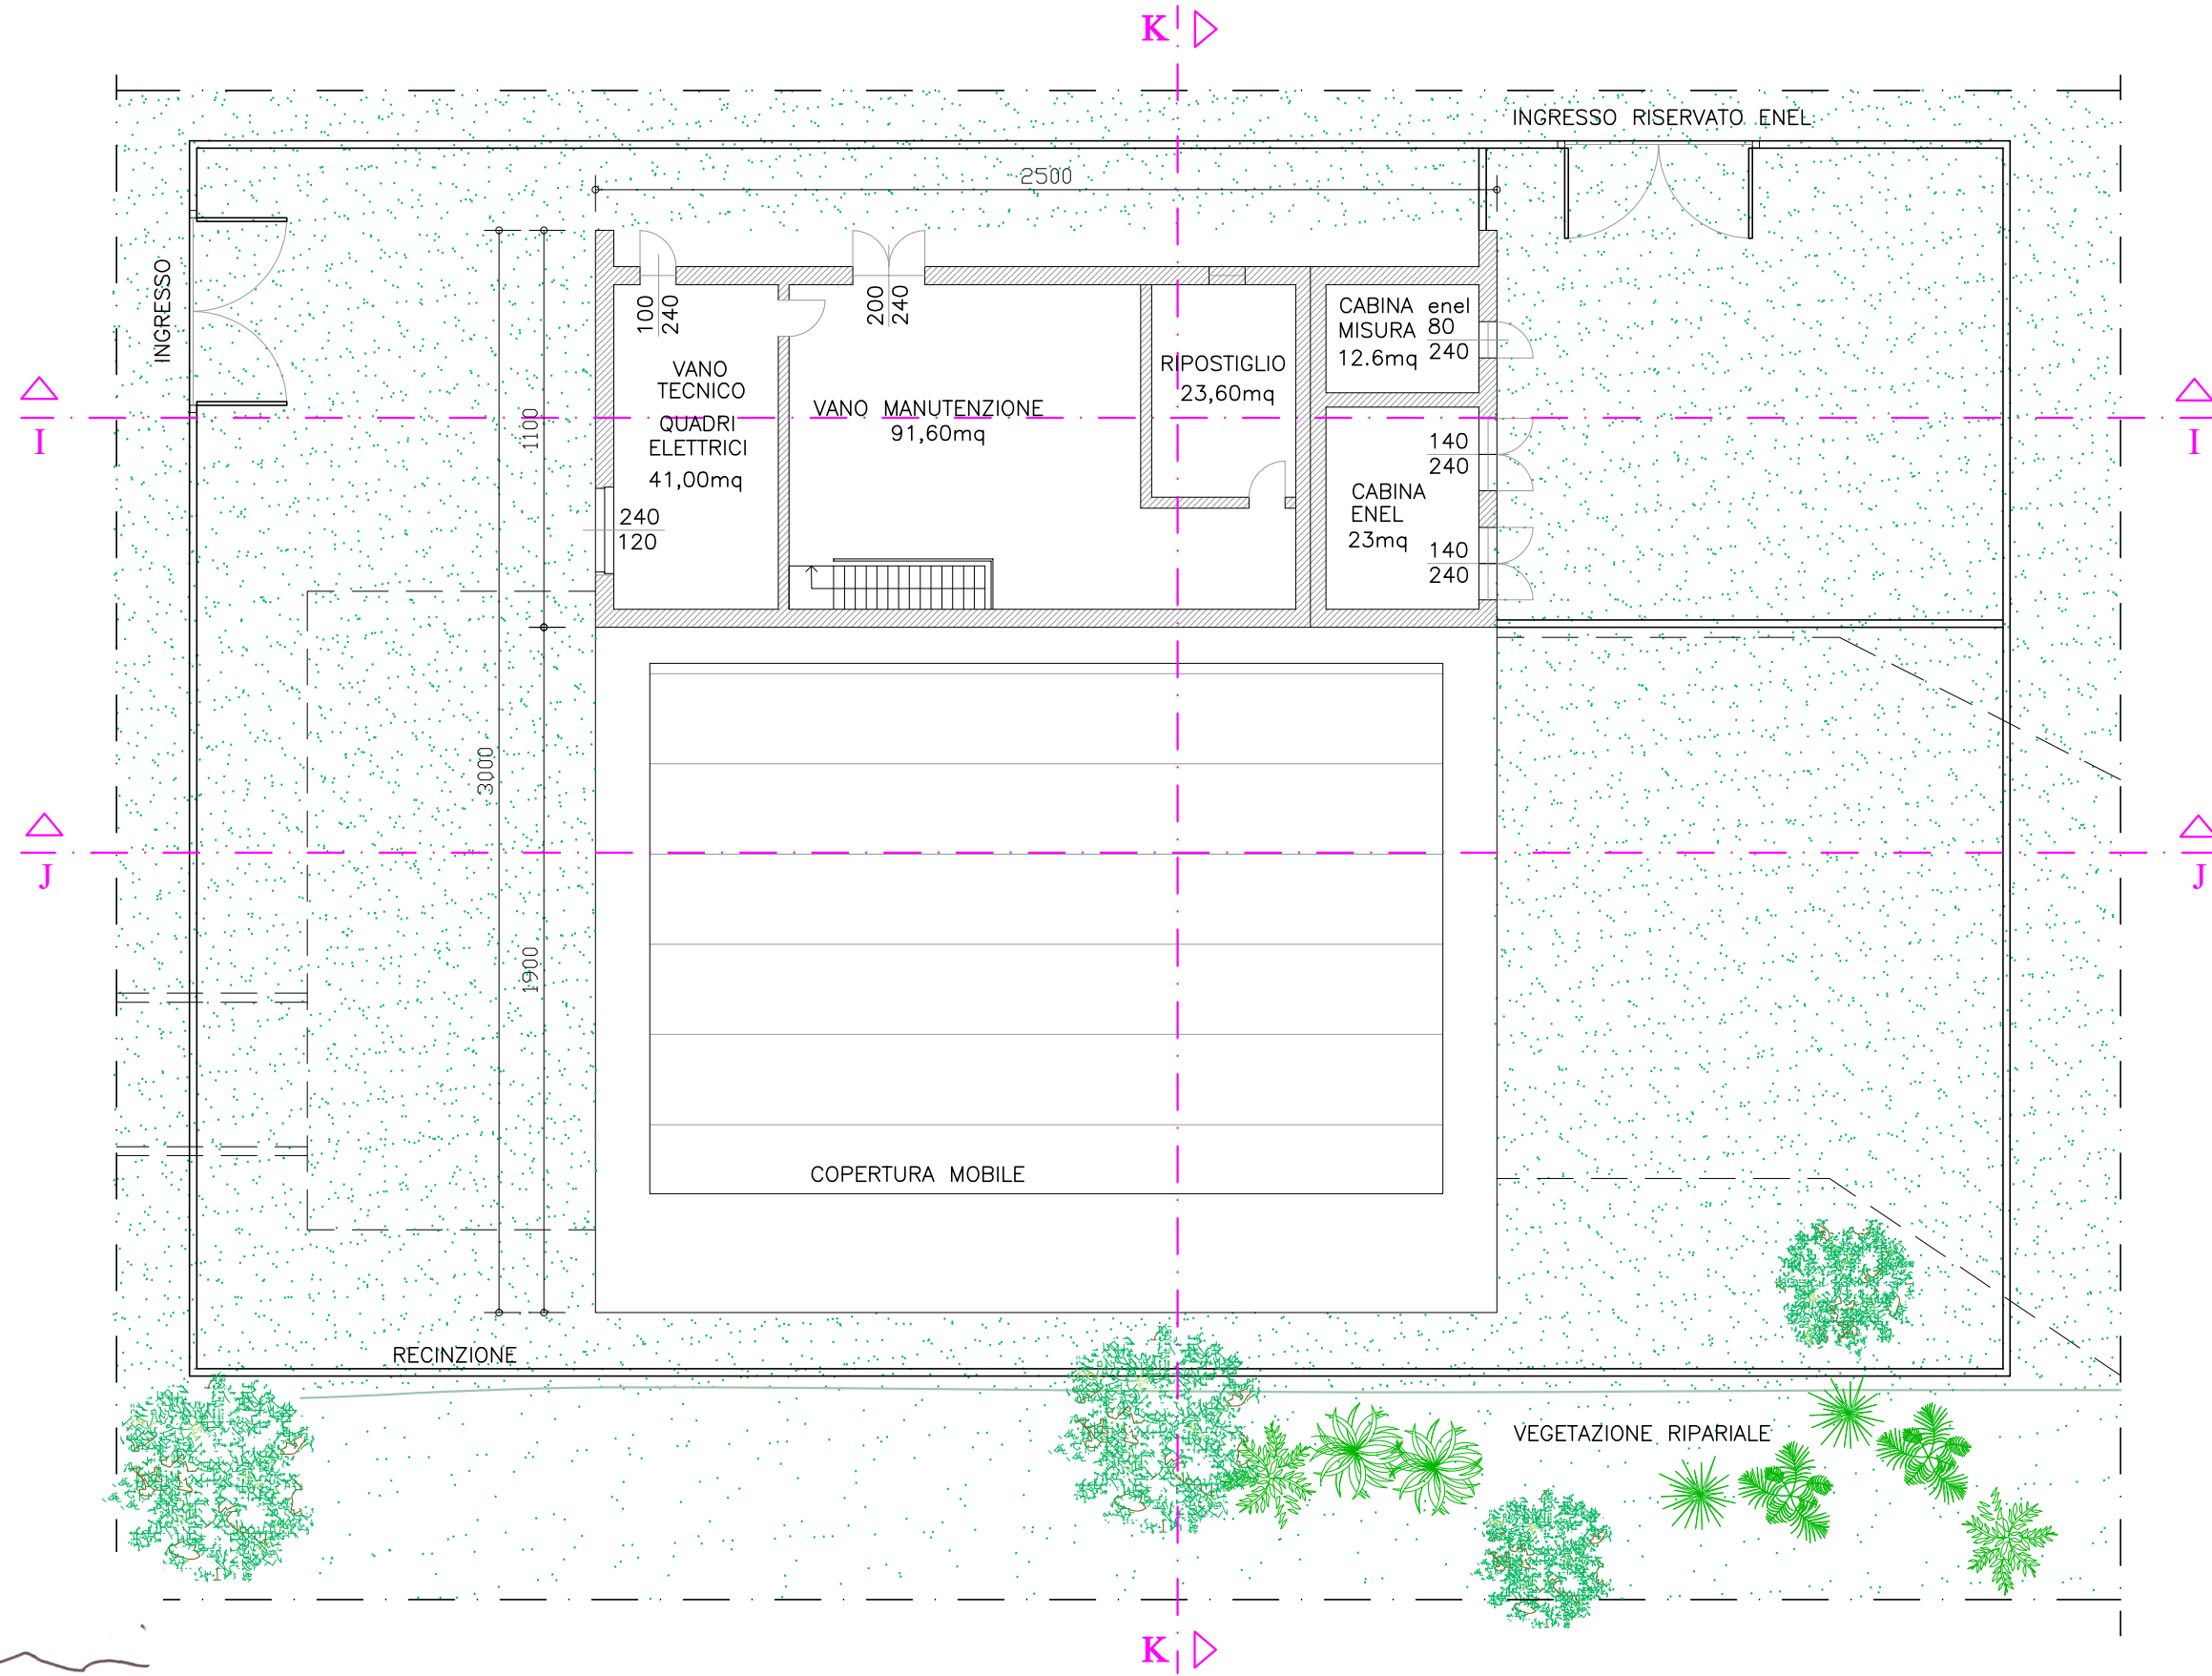 K
INGRESSO RISERVATO ENEL
2500
INGRESSO
100
240
200
240
CABINA enel
MISURA
80
12.6mq
240
VANO
TECNICO
QUADRI
ELETTRICI
41,00mq
RIPOSTIGLIO
23,60mq
VANO MANUTENZIONE
91,60mq
I
I
1100
140
240
CABINA
ENEL
23mq
240
120
140
240
3000
J
J
1900
COPERTURA MOBILE
RECINZIONE
VEGETAZIONE RIPARIALE
K